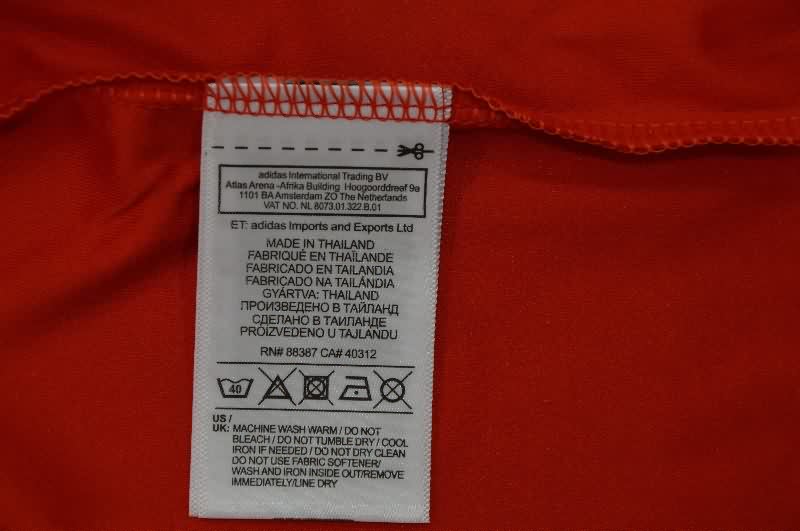 adidas International Trading BV
Atlas Arena -Afrika Building Hoogoorddreef 9a
1101 BA Amsterdam ZO The Netherlands
VAT NO. NL 8073.01.322.B.01
ET: adidas Imports and Exports Ltd
MADE IN THAILAND
FABRIQUÉ EN THAÏLANDE
FABRICADO EN TAILANDIA
FABRICADO NA TAILÂNDIA
GYÁRTVA: THAILAND
ПРОИЗВЕДЕНО В ТАЙЛАНД
СДЕЛАНО В ТАИЛАНДЕ
PROIZVEDENO U TAJLANDU
RN# 88387 CA# 40312
40
US /
UK: MACHINE WASH WARM / DO NOT
BLEACH / DO NOT TUMBLE DRY / COOL
IRON IF NEEDED / DO NOT DRY CLEAN
DO NOT USE FABRIC SOFTENER/
WASH AND IRON INSIDE OUT/REMOVE
IMMEDIATELY/LINE DRY